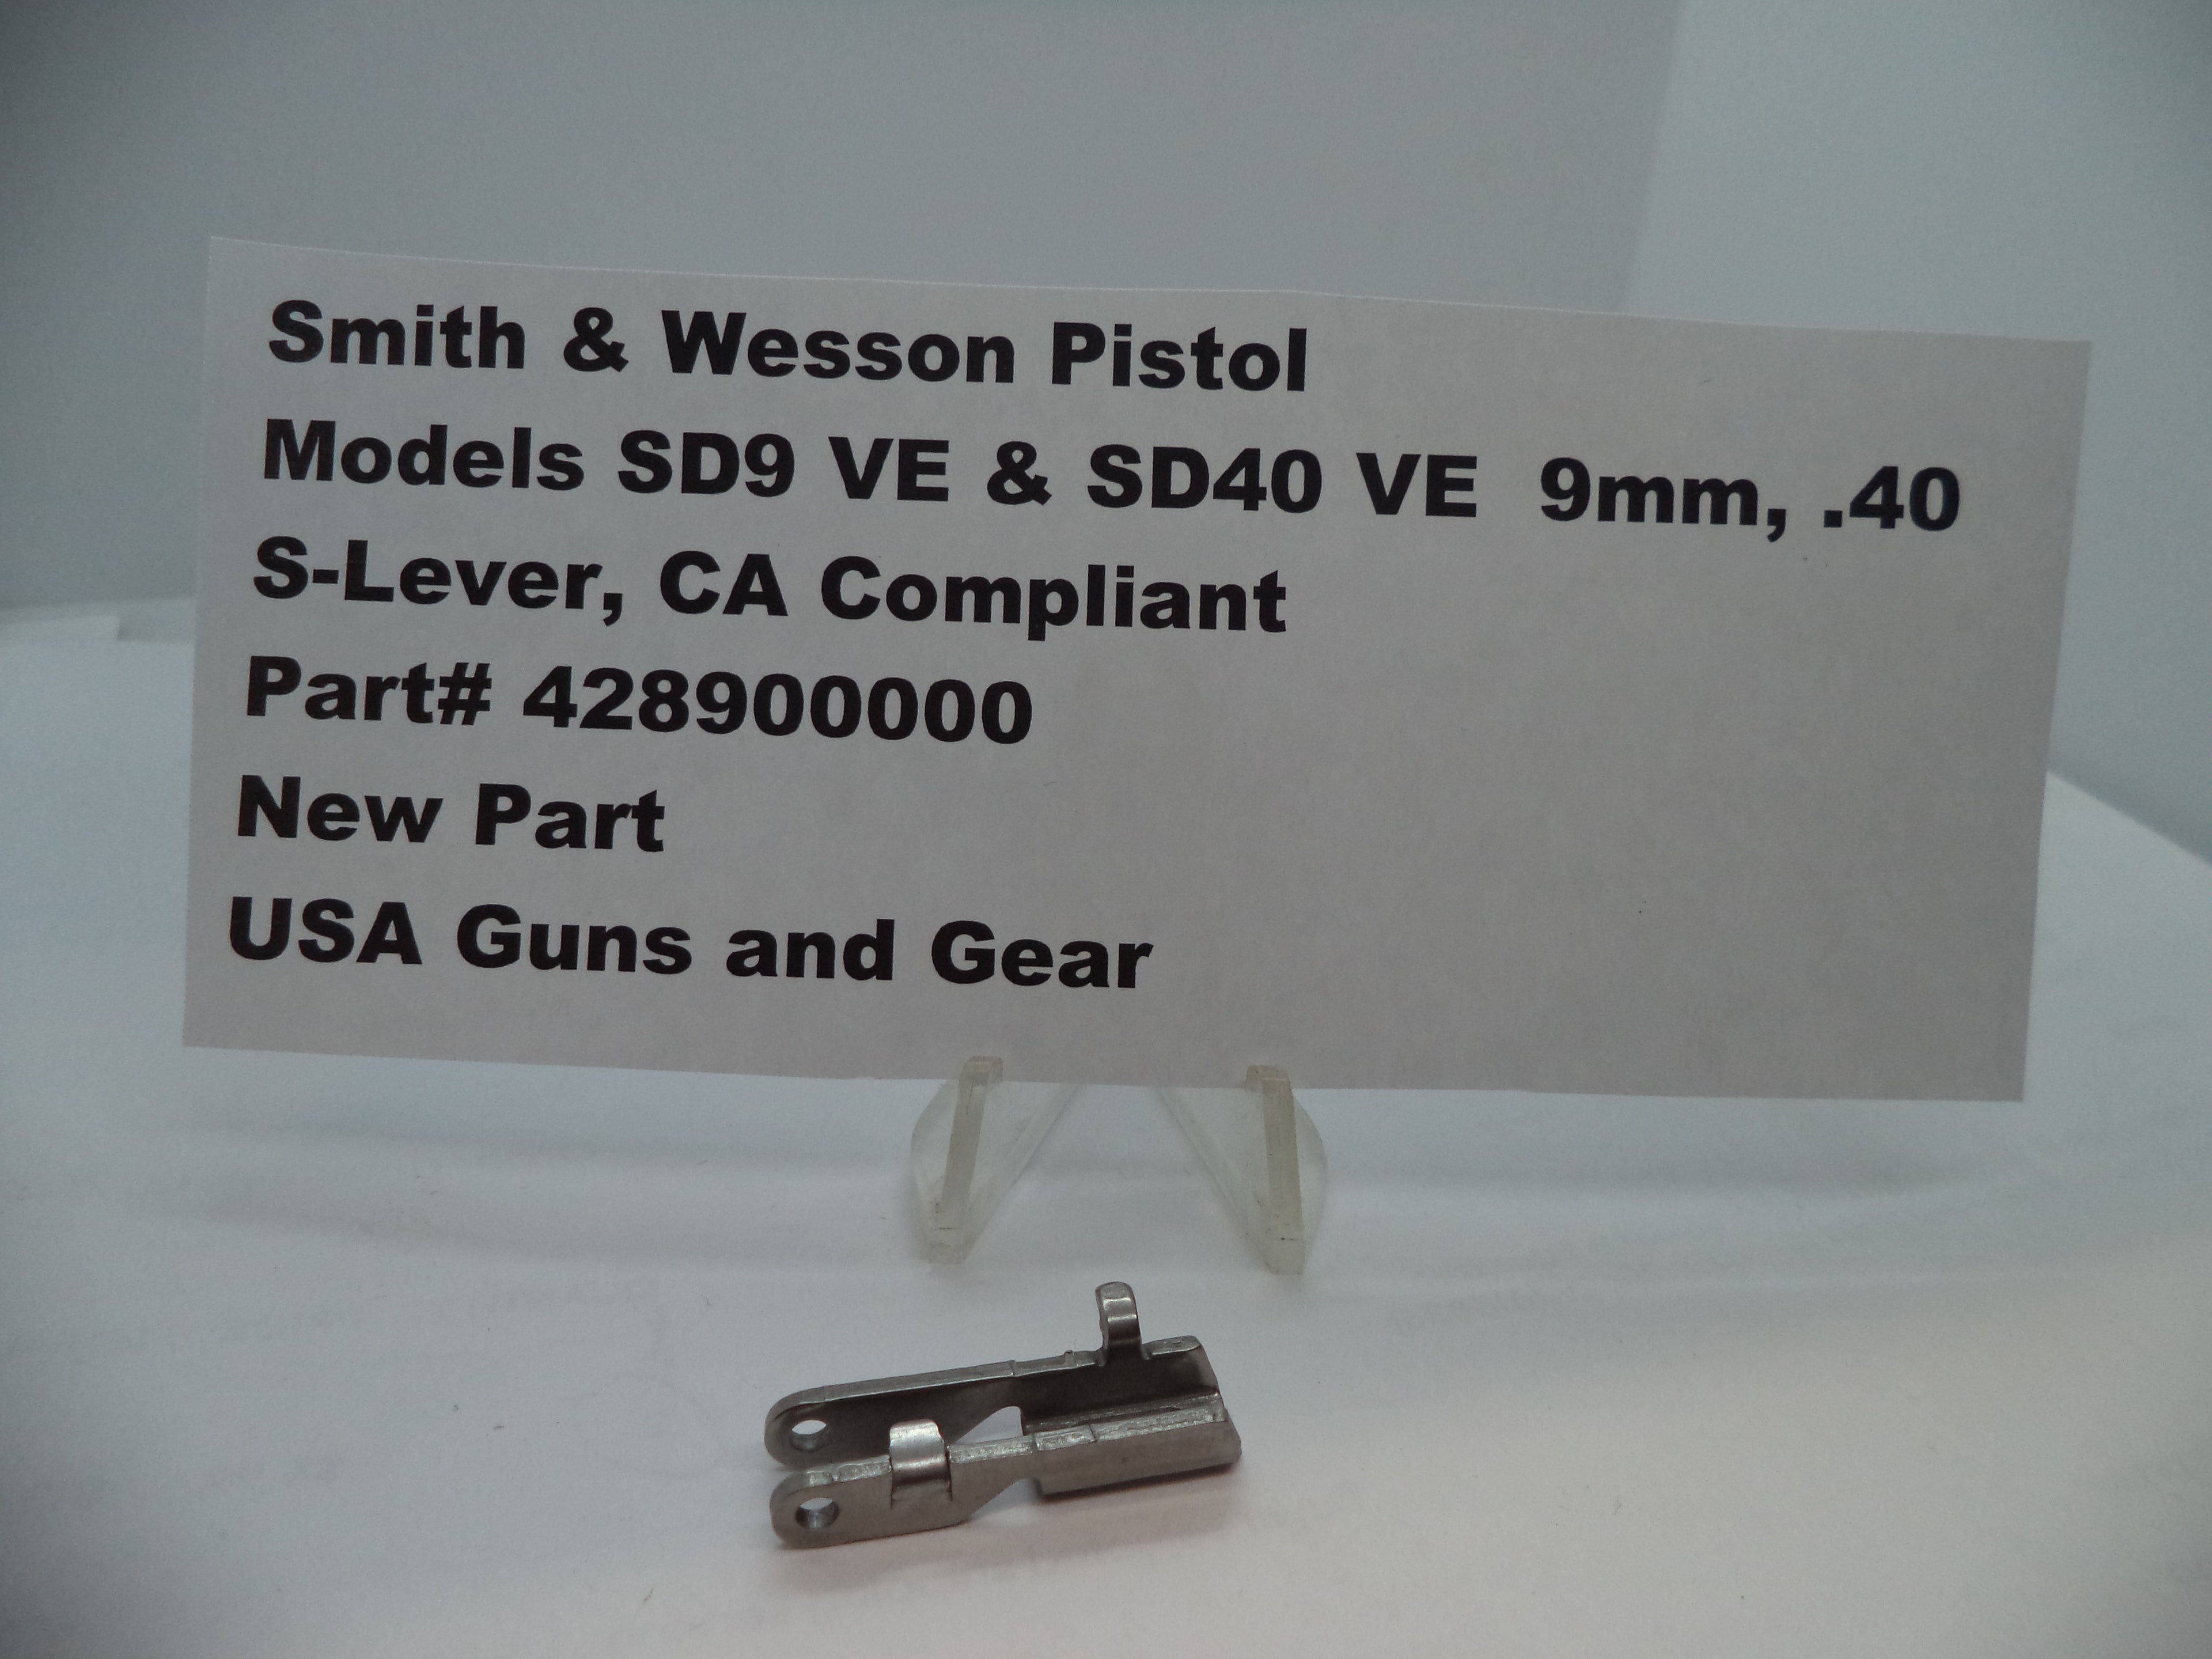 Smith & Wesson Pistol
Models SD9 VE & SD40 VE  9mm, .40
S-Lever, CA Compliant
Part# 428900000
New Part
USA Guns and Gear